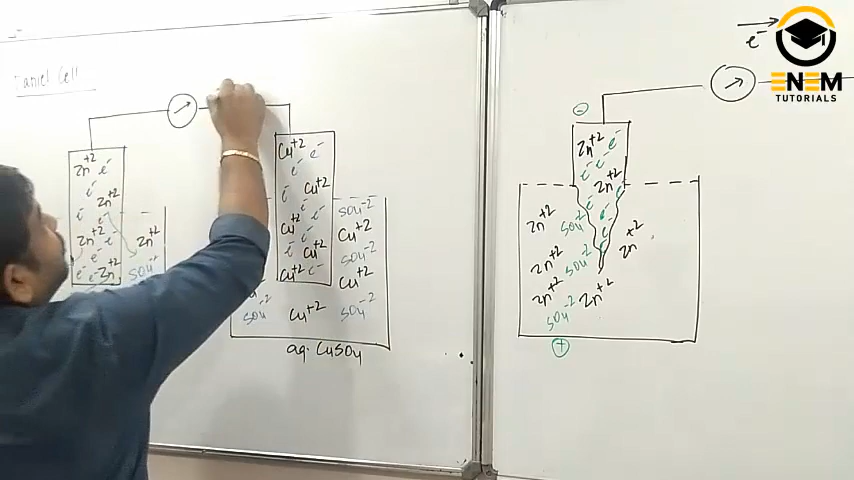 Daniel Cell
Zn+2 e-
e-
e-
Zn+2
e-
Zn+2 e-
e-
e- e- Zn+2
Zn+2
SO4-2
Cu+2
e-
e-
e- Cu+2
e-
e-
Cu+2
e-
e-
Cu+2
Cu+2 e-
SO4-2
Cu+2
SO4-2
Cu+2
SO4-2
Cu+2
SO4-2
aq. CuSO4
-
e-
Zn+2 e-
e-
e-
Zn+2
e-
e-
e-
e-
e-
Zn+2
SO4-2
Zn+2
Zn+2
SO4-2
Zn+2
Zn+2
SO4-2
+
ENEM
TUTORIALS